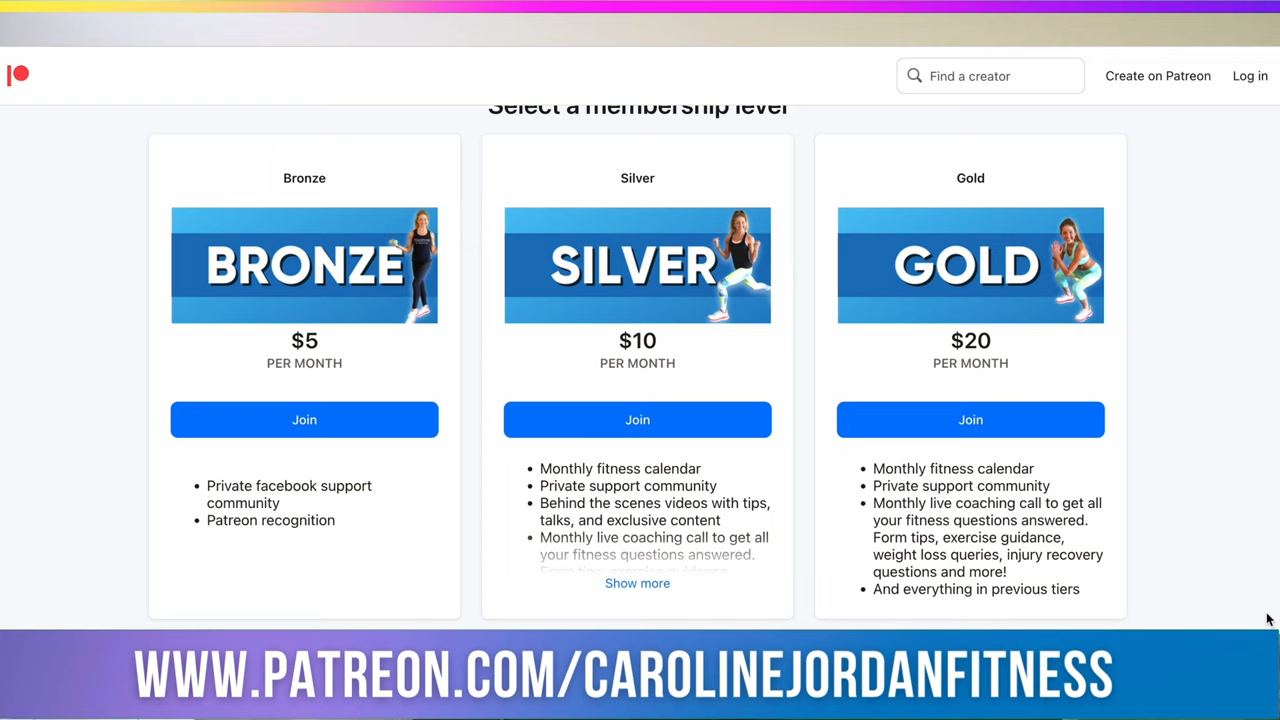 Find a creator
Create on Patreon
Log in
Select a membership level
Bronze
BRONZE
$5
PER MONTH
Join
• Private facebook support
community
• Patreon recognition
Silver
SILVER
$10
PER MONTH
Join
• Monthly fitness calendar
• Private support community
• Behind the scenes videos with tips,
talks, and exclusive content
• Monthly live coaching call to get all
your fitness questions answered.
Form tips, exercise guidance,
Show more
Gold
GOLD
$20
PER MONTH
Join
• Monthly fitness calendar
• Private support community
• Monthly live coaching call to get all
your fitness questions answered.
Form tips, exercise guidance,
weight loss queries, injury recovery
questions and more!
• And everything in previous tiers
WWW.PATREON.COM/CAROLINEJORDANFITNESS